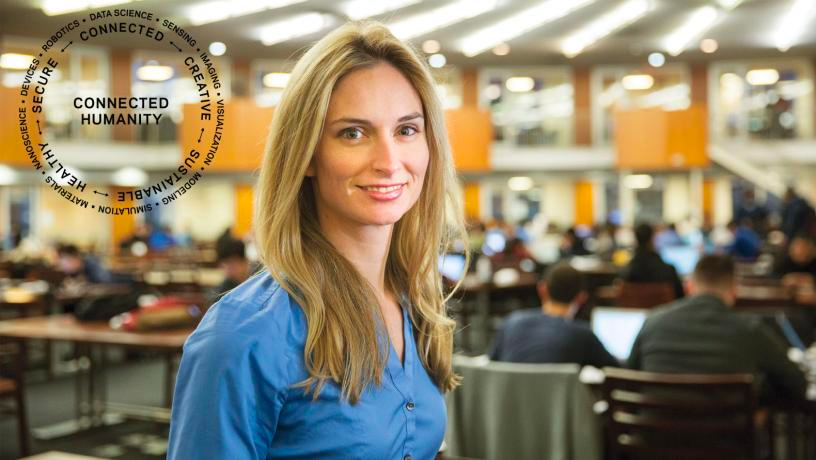 DEVICES • ROBOTICS • DATA SCIENCE • SENSING • IMAGING • VISUALIZATION • MODELING • SIMULATION • MATERIALS • NANOSCIENCE •
SECURE ↔ CONNECTED ↔ CREATIVE ↔ SUSTAINABLE ↔ HEALTHY ↔
CONNECTED
HUMANITY